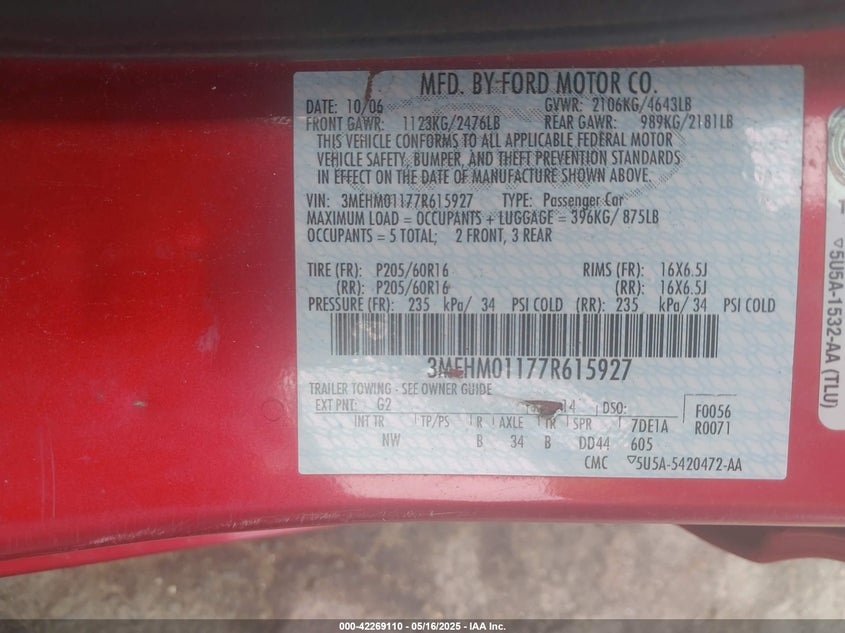 MFD. BY FORD MOTOR CO.
DATE: 10/06 GVWR: 2106KG/4643LB
FRONT GAWR: 1123KG/2476LB REAR GAWR: 989KG/2181LB
THIS VEHICLE CONFORMS TO ALL APPLICABLE FEDERAL MOTOR
VEHICLE SAFETY, BUMPER, AND THEFT PREVENTION STANDARDS
IN EFFECT ON THE DATE OF MANUFACTURE SHOWN ABOVE.
VIN: 3MEHM01177R615927 TYPE: Passenger Car
MAXIMUM LOAD = OCCUPANTS + LUGGAGE = 396KG/ 875LB
OCCUPANTS = 5 TOTAL; 2 FRONT, 3 REAR
TIRE (FR): P205/60R16 RIMS (FR): 16X6.5J
(RR): P205/60R16 (RR): 16X6.5J
PRESSURE (FR): 235 kPa/ 34 PSI COLD (RR): 235 kPa/ 34 PSI COLD
3MEHM01177R615927
TRAILER TOWING - SEE OWNER GUIDE
EXT PNT: G2 14 DSO: F0056
INT TR TP/PS R AXLE TR SPR 7DE1A R0071
NW B 34 B DD44 605
CMC 5U5A-5420472-AA
5U5A-1532-AA (TLU)
000-42269110 - 05/16/2025 - IAA Inc.